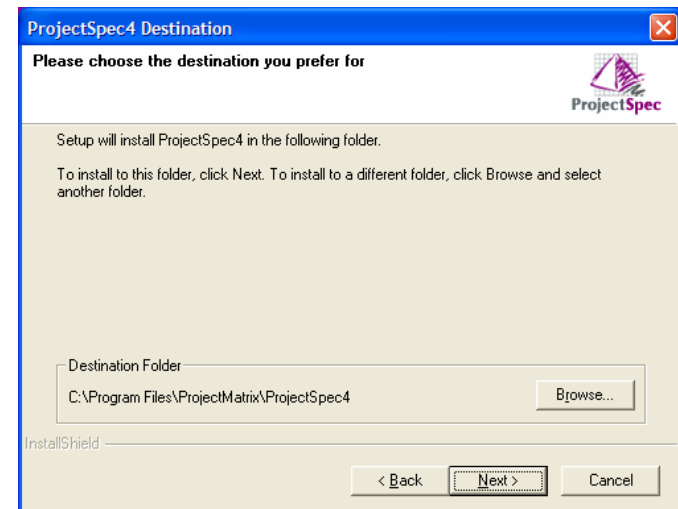 ProjectSpec4 Destination
Please choose the destination you prefer for
ProjectSpec
Setup will install ProjectSpec4 in the following folder.
To install to this folder, click Next. To install to a different folder, click Browse and select
another folder.
Destination Folder
C:\Program Files\ProjectMatrix\ProjectSpec4
Browse...
InstallShield
< Back
Next >
Cancel